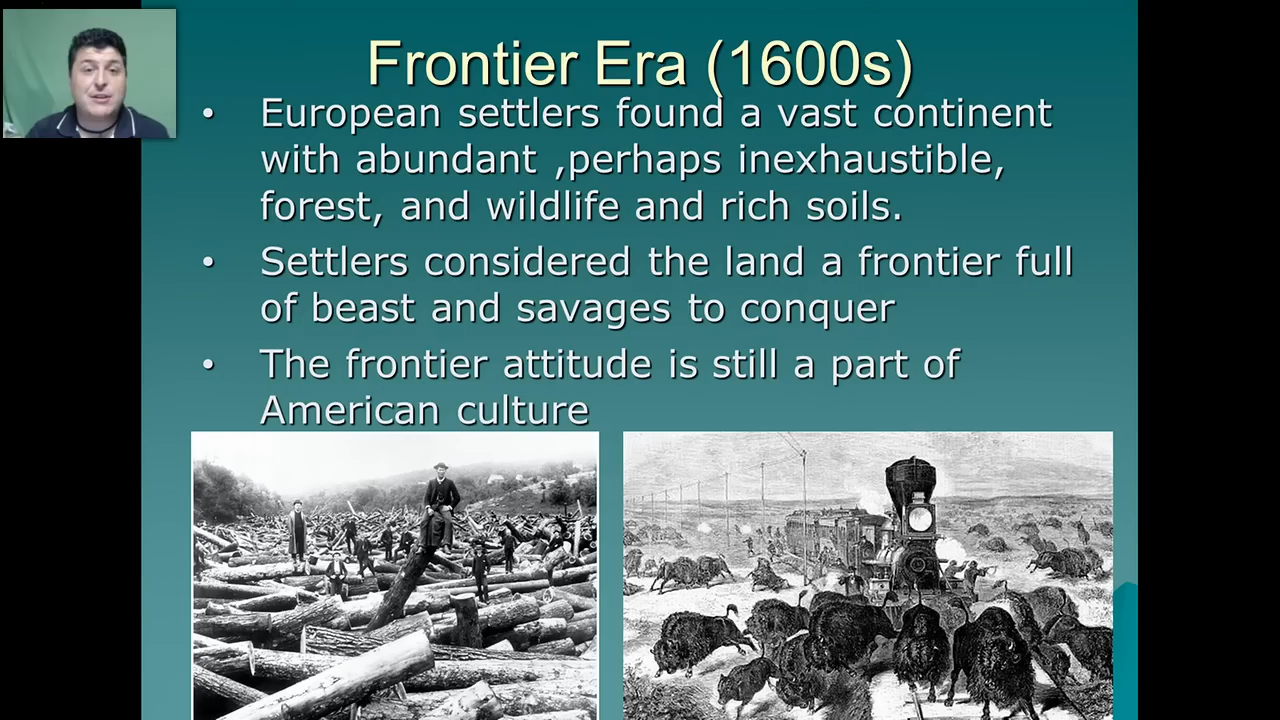 Frontier Era (1600s)
• European settlers found a vast continent
with abundant ,perhaps inexhaustible,
forest, and wildlife and rich soils.
• Settlers considered the land a frontier full
of beast and savages to conquer
• The frontier attitude is still a part of
American culture